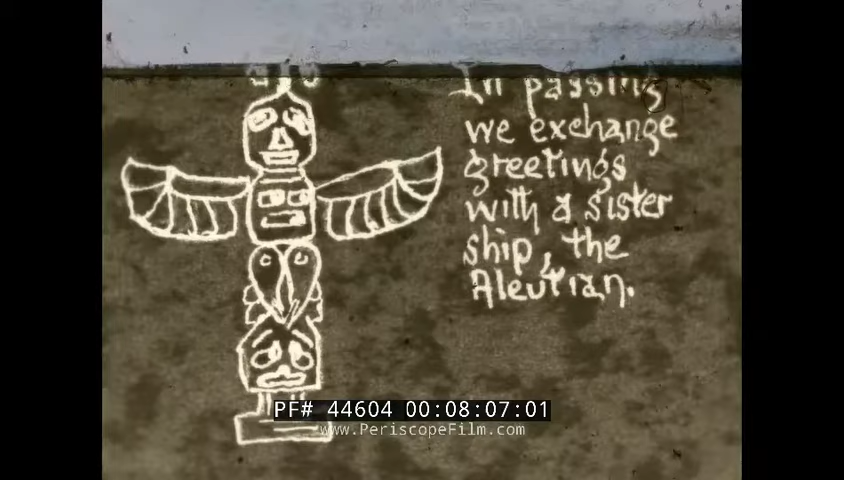 In passing
we exchange
greetings
with a sister
ship, the
Aleutian.
PF# 44604 00:08:07:01
www.PeriscopeFilm.com